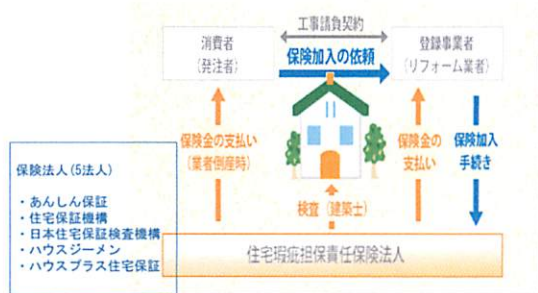 工事請負契約
消費者
(発注者)
保険加入の依頼
登録事業者
(リフォーム業者)
保険金の支払い
(業者倒産時)
保険金の
支払い
保険加入
手続き
検査(建築士)
住宅瑕疵担保責任保険法人
保険法人(5法人)
・あんしん保証
・住宅保証機構
・日本住宅保証検査機構
・ハウスジーメン
・ハウスプラス住宅保証